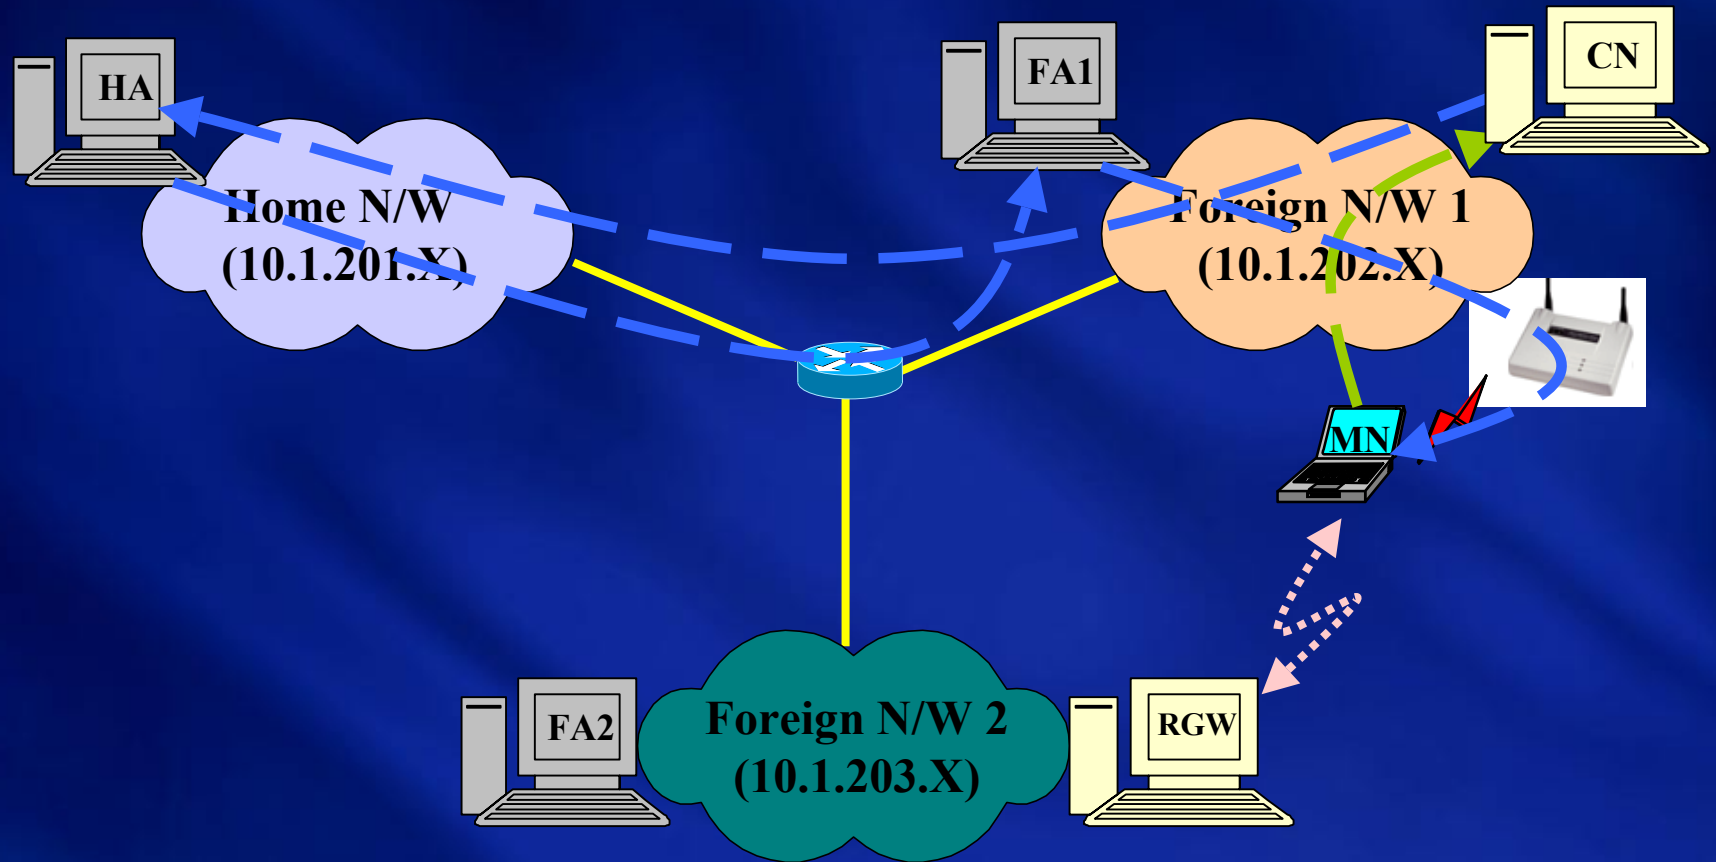 HA
FA1
CN
Home N/W
(10.1.201.X)
Foreign N/W 1
(10.1.202.X)
MN
FA2
Foreign N/W 2
(10.1.203.X)
RGW